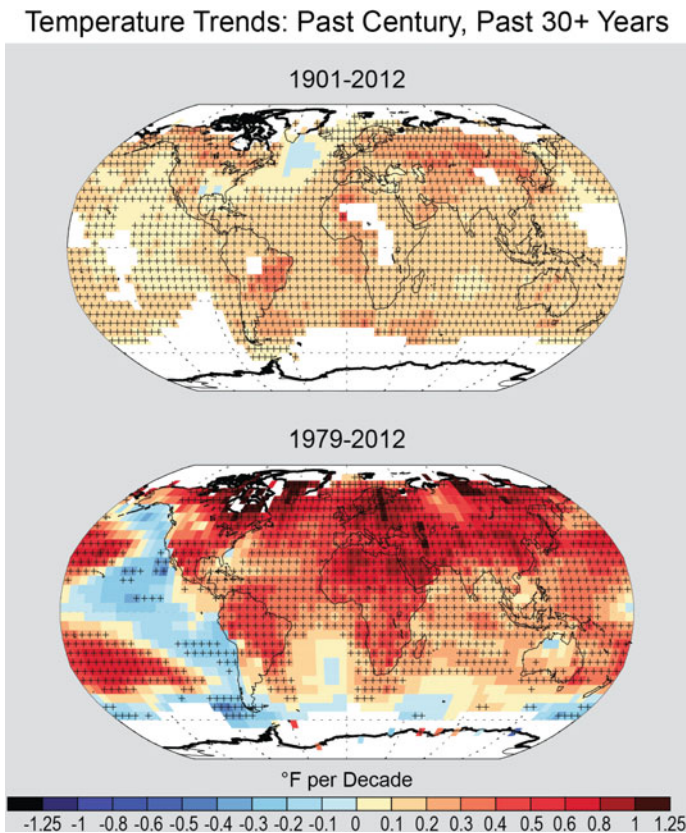 Temperature Trends: Past Century, Past 30+ Years
1901-2012
1979-2012
°F per Decade
-1.25 -1 -0.8 -0.6 -0.5 -0.4 -0.3 -0.2 -0.1 0 0.1 0.2 0.3 0.4 0.5 0.6 0.8 1 1.25